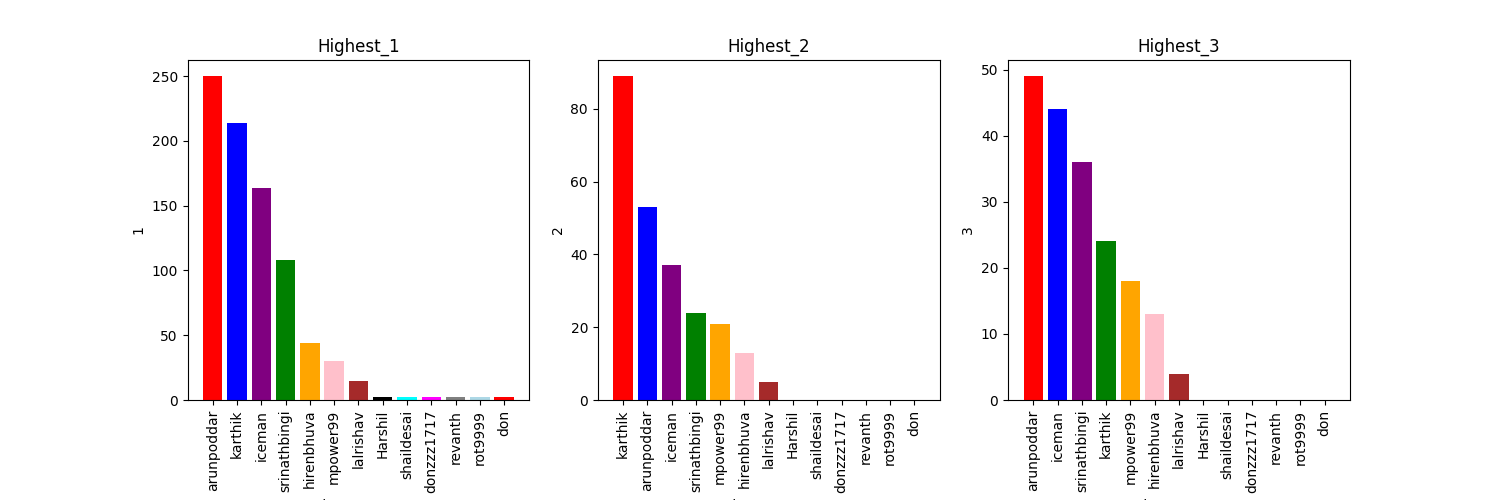 Highest_1
Highest_2
Highest_3
250
200
150
100
50
0
1
arunpoddar
karthik
iceman
srinathbingi
hirenbhuva
mpower99
lalrishav
Harshil
shaildesai
donzzz1717
revanth
rot9999
don
80
60
40
20
0
2
karthik
arunpoddar
iceman
srinathbingi
mpower99
hirenbhuva
lalrishav
Harshil
shaildesai
donzzz1717
revanth
rot9999
don
50
40
30
20
10
0
3
arunpoddar
iceman
srinathbingi
karthik
mpower99
hirenbhuva
lalrishav
Harshil
shaildesai
donzzz1717
revanth
rot9999
don